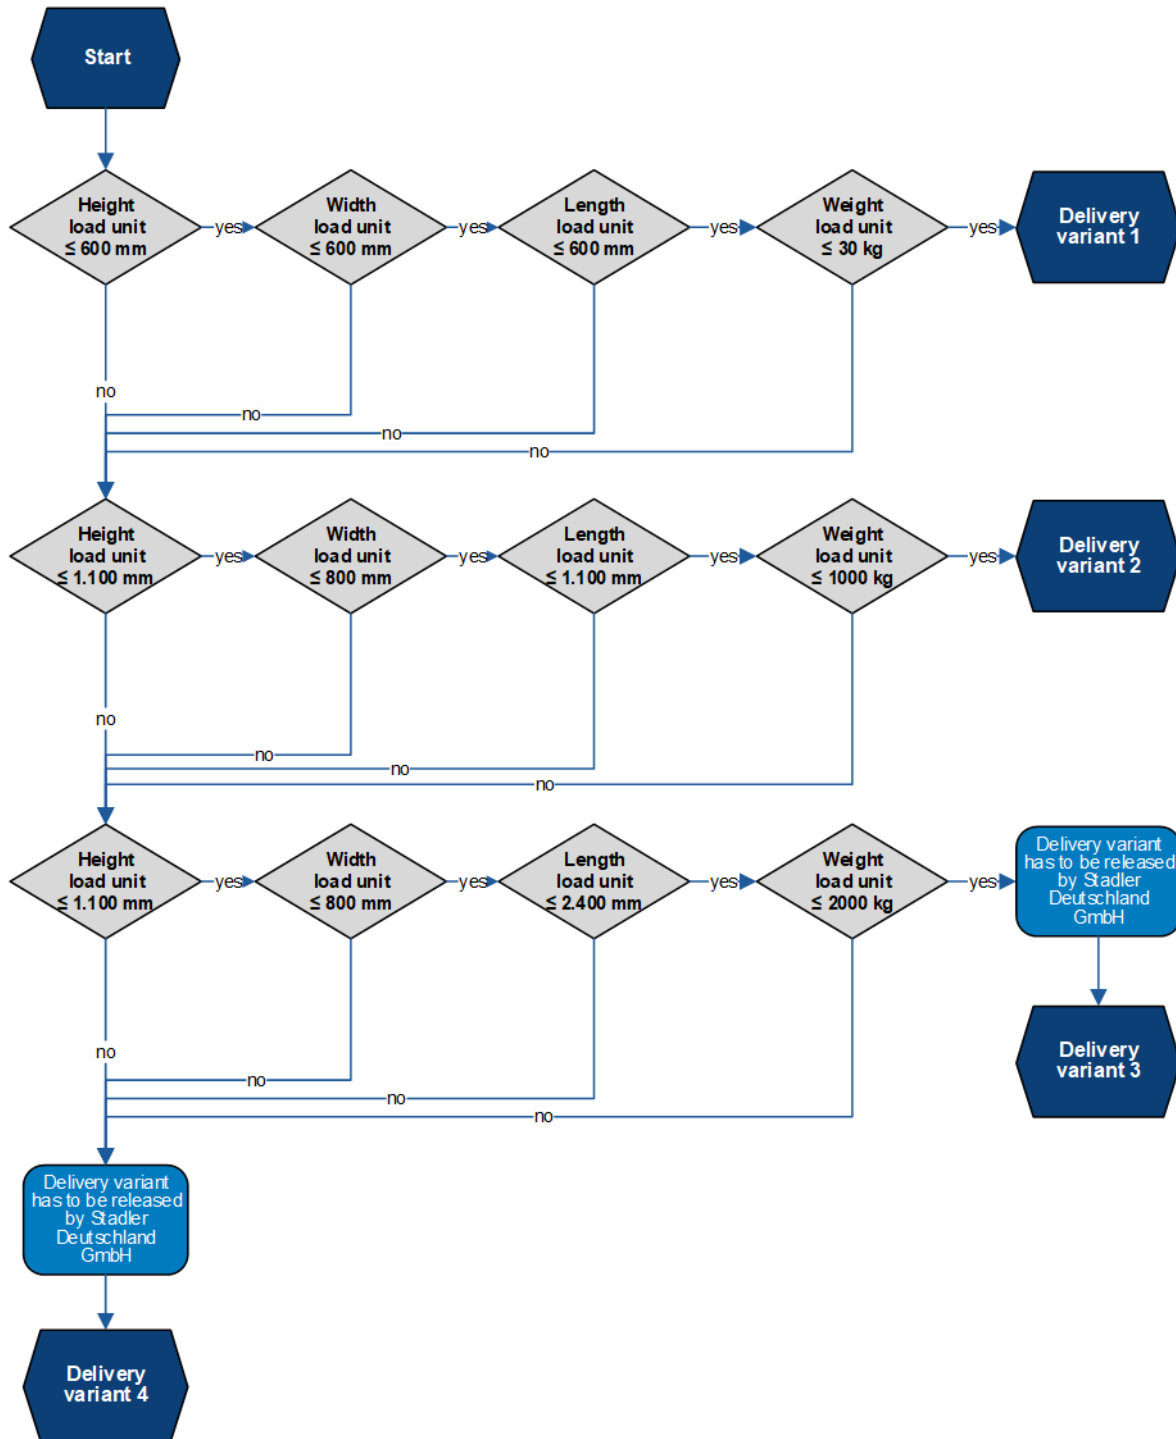 Start
Height
load unit
≤ 600 mm
yes
Width
load unit
≤ 600 mm
yes
Length
load unit
≤ 600 mm
yes
Weight
load unit
≤ 30 kg
yes
Delivery
variant 1
no
no
no
no
Height
load unit
≤ 1.100 mm
yes
Width
load unit
≤ 800 mm
yes
Length
load unit
≤ 1.100 mm
yes
Weight
load unit
≤ 1000 kg
yes
Delivery
variant 2
no
no
no
no
Height
load unit
≤ 1.100 mm
yes
Width
load unit
≤ 800 mm
yes
Length
load unit
≤ 2.400 mm
yes
Weight
load unit
≤ 2000 kg
yes
Delivery variant
has to be released
by Stadler
Deutschland
GmbH
Delivery
variant 3
no
no
no
no
Delivery variant
has to be released
by Stadler
Deutschland
GmbH
Delivery
variant 4